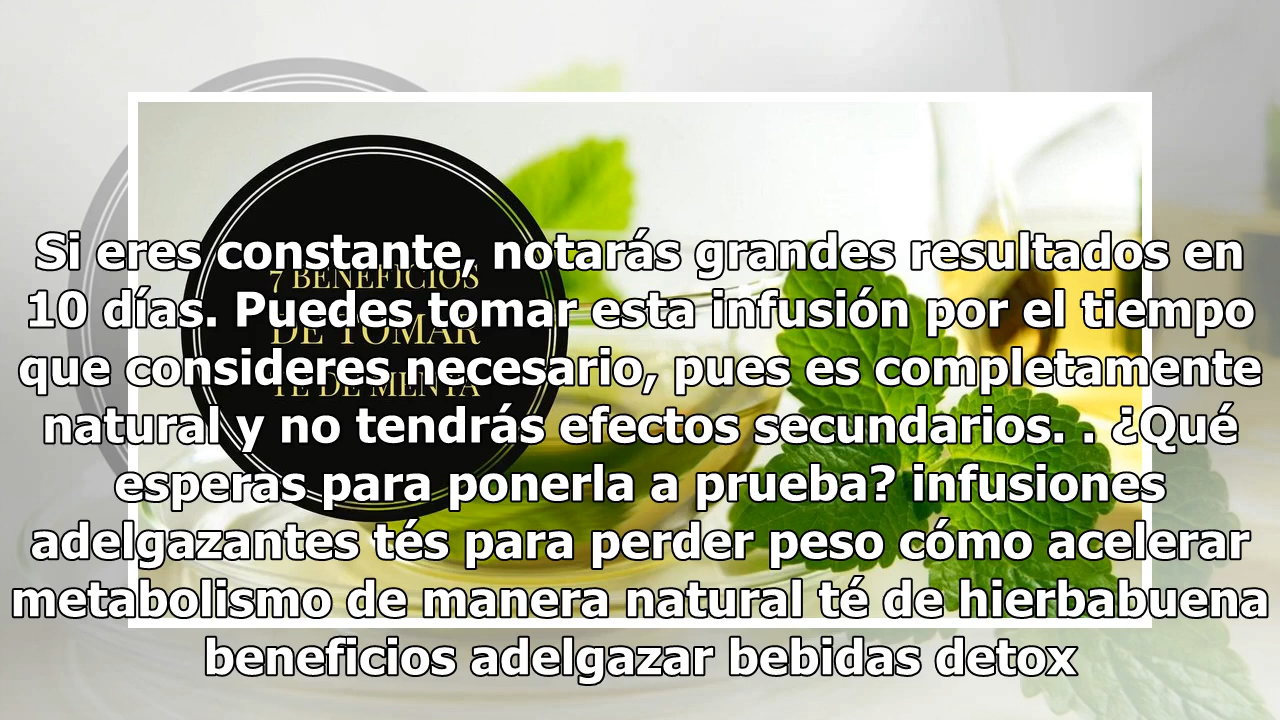 Si eres constante, notarás grandes resultados en
10 días. Puedes tomar esta infusión por el tiempo
que consideres necesario, pues es completamente
natural y no tendrás efectos secundarios. . ¿Qué
esperas para ponerla a prueba? infusiones
adelgazantes tés para perder peso cómo acelerar
metabolismo de manera natural té de hierbabuena
beneficios adelgazar bebidas detox
7 BENEFICIOS
DE TOMAR
TÉ DE MENTA